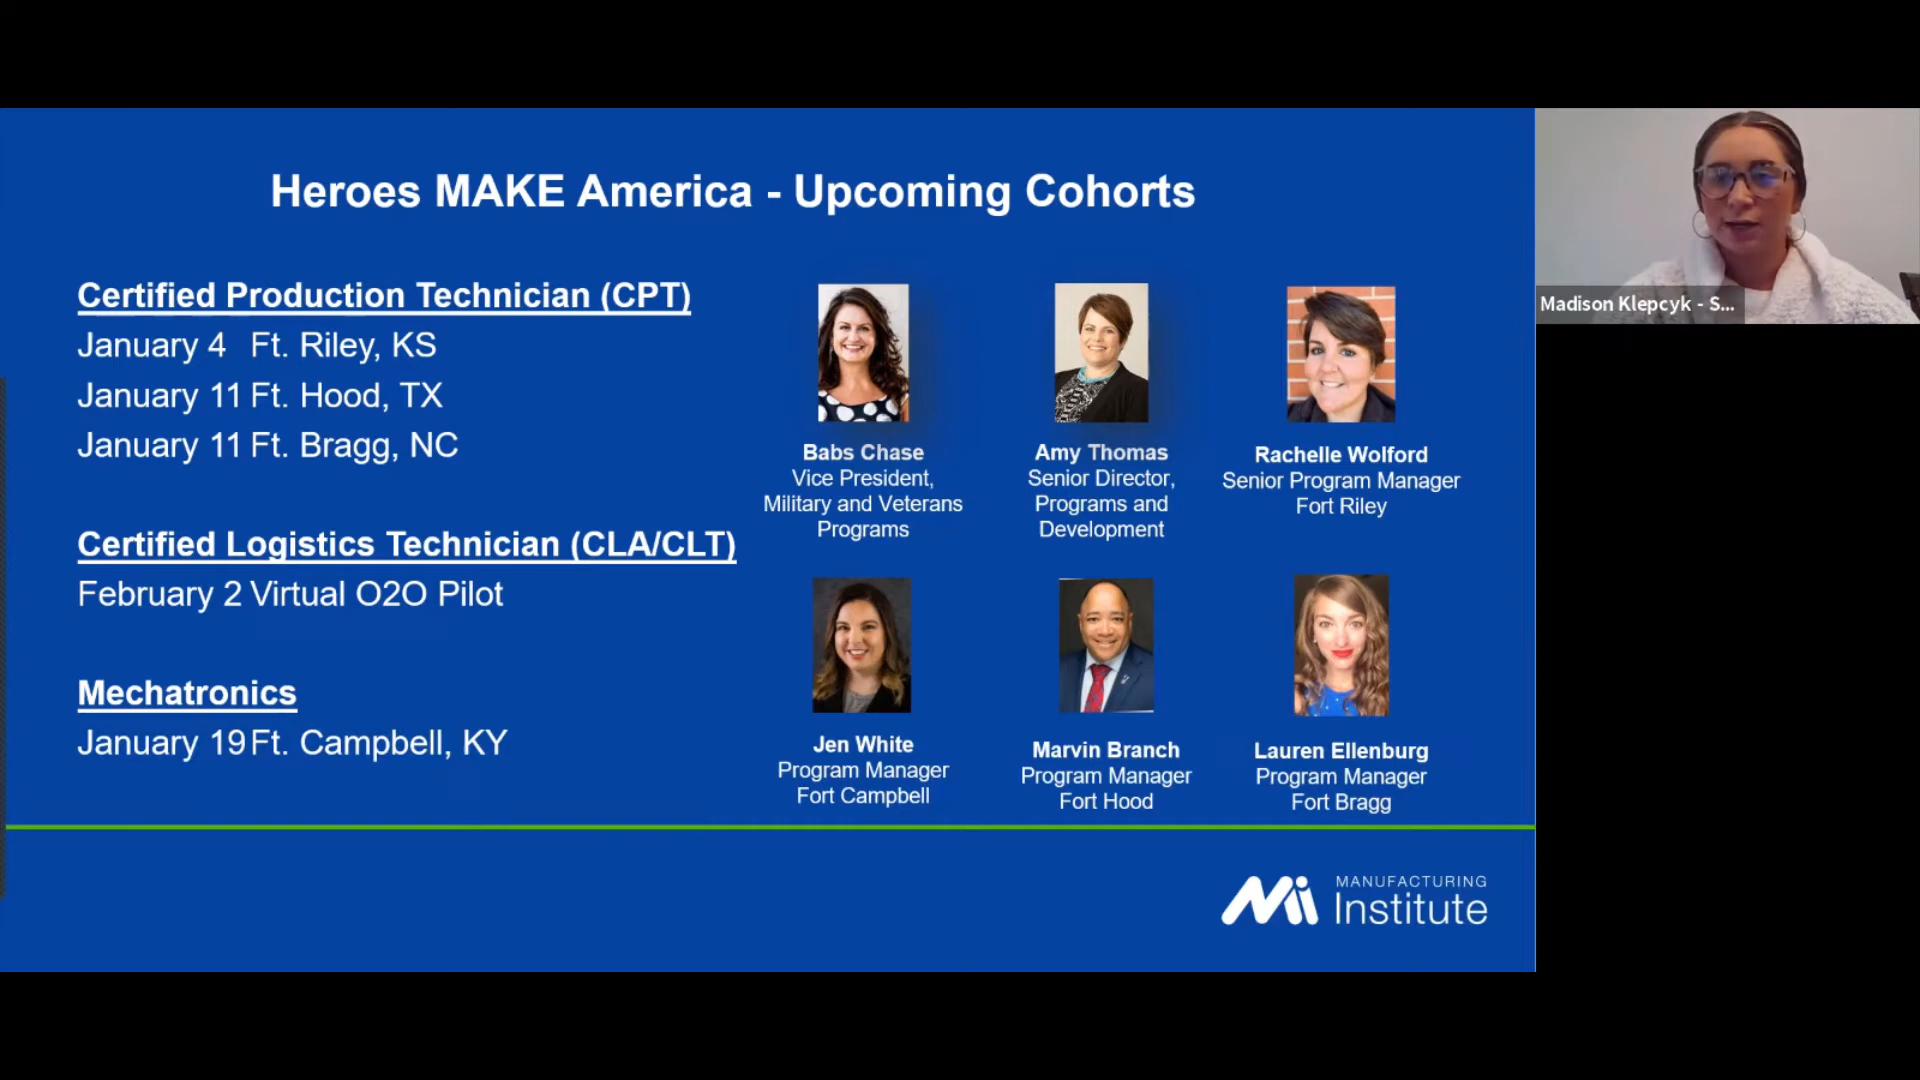 Heroes MAKE America - Upcoming Cohorts
Certified Production Technician (CPT)
January 4 Ft. Riley, KS
January 11 Ft. Hood, TX
January 11 Ft. Bragg, NC
Certified Logistics Technician (CLA/CLT)
February 2 Virtual O2O Pilot
Mechatronics
January 19 Ft. Campbell, KY
Babs Chase
Vice President,
Military and Veterans
Programs
Amy Thomas
Senior Director,
Programs and
Development
Rachelle Wolford
Senior Program Manager
Fort Riley
Jen White
Program Manager
Fort Campbell
Marvin Branch
Program Manager
Fort Hood
Lauren Ellenburg
Program Manager
Fort Bragg
MANUFACTURING
Institute
Madison Klepcyk - S...